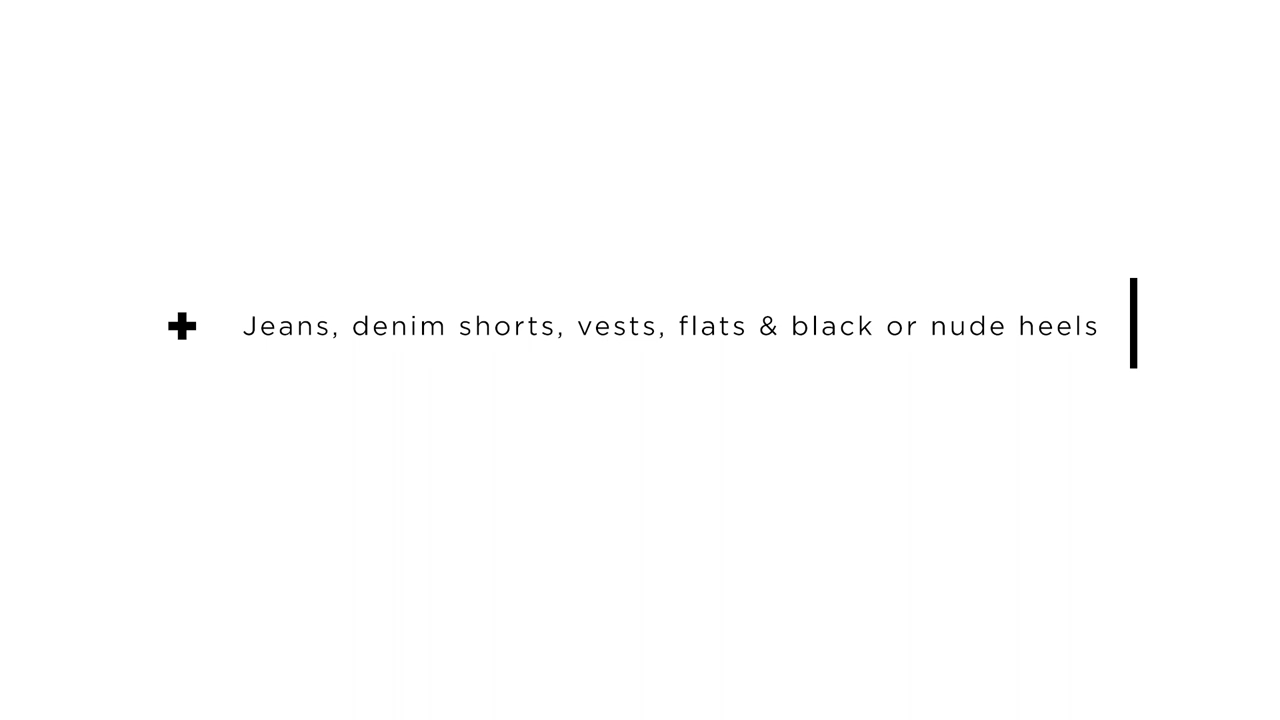 + Jeans, denim shorts, vests, flats & black or nude heels